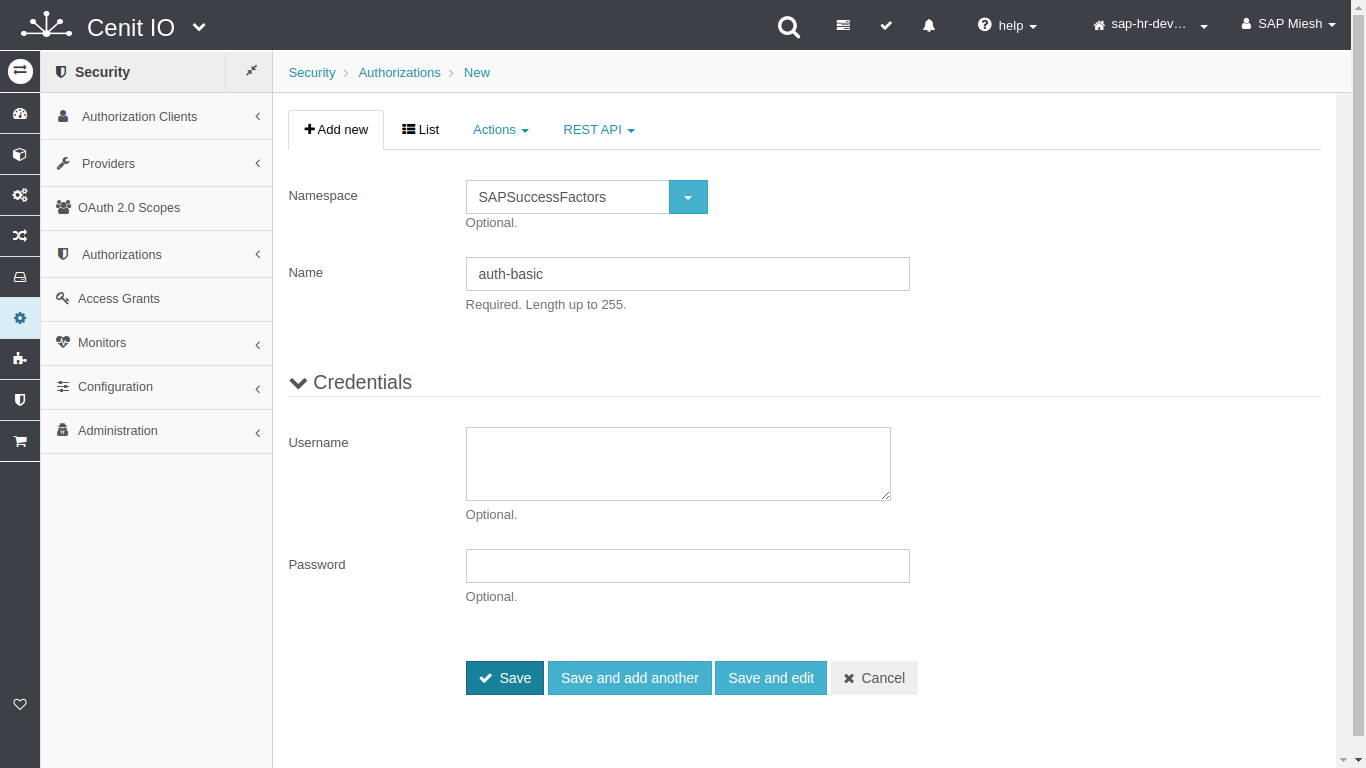 Cenit IO
help
sap-hr-dev…
SAP Miesh
Security
Security
Authorizations
New
Authorization Clients
Providers
OAuth 2.0 Scopes
Authorizations
Access Grants
Monitors
Configuration
Administration
Add new
List
Actions
REST API
Namespace
SAPSuccessFactors
Optional.
Name
auth-basic
Required. Length up to 255.
Credentials
Username
Optional.
Password
Optional.
Save
Save and add another
Save and edit
Cancel